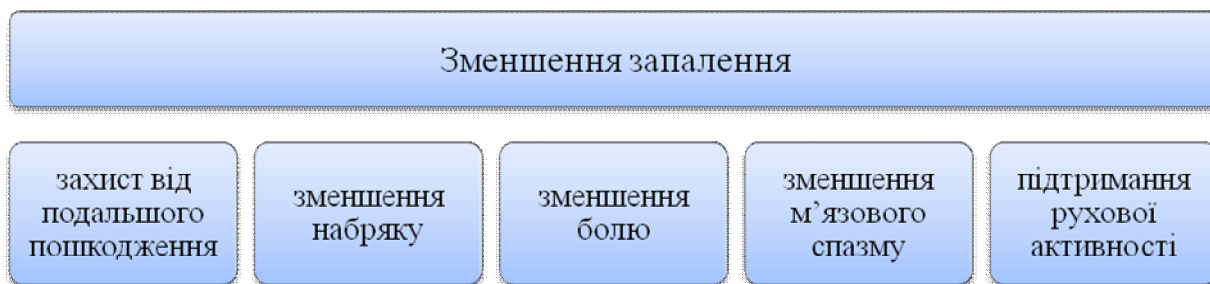 Зменшення запалення
захист від
подальшого
пошкодження
зменшення
набряку
зменшення
болю
зменшення
м’язового
спазму
підтримання
рухової
активності